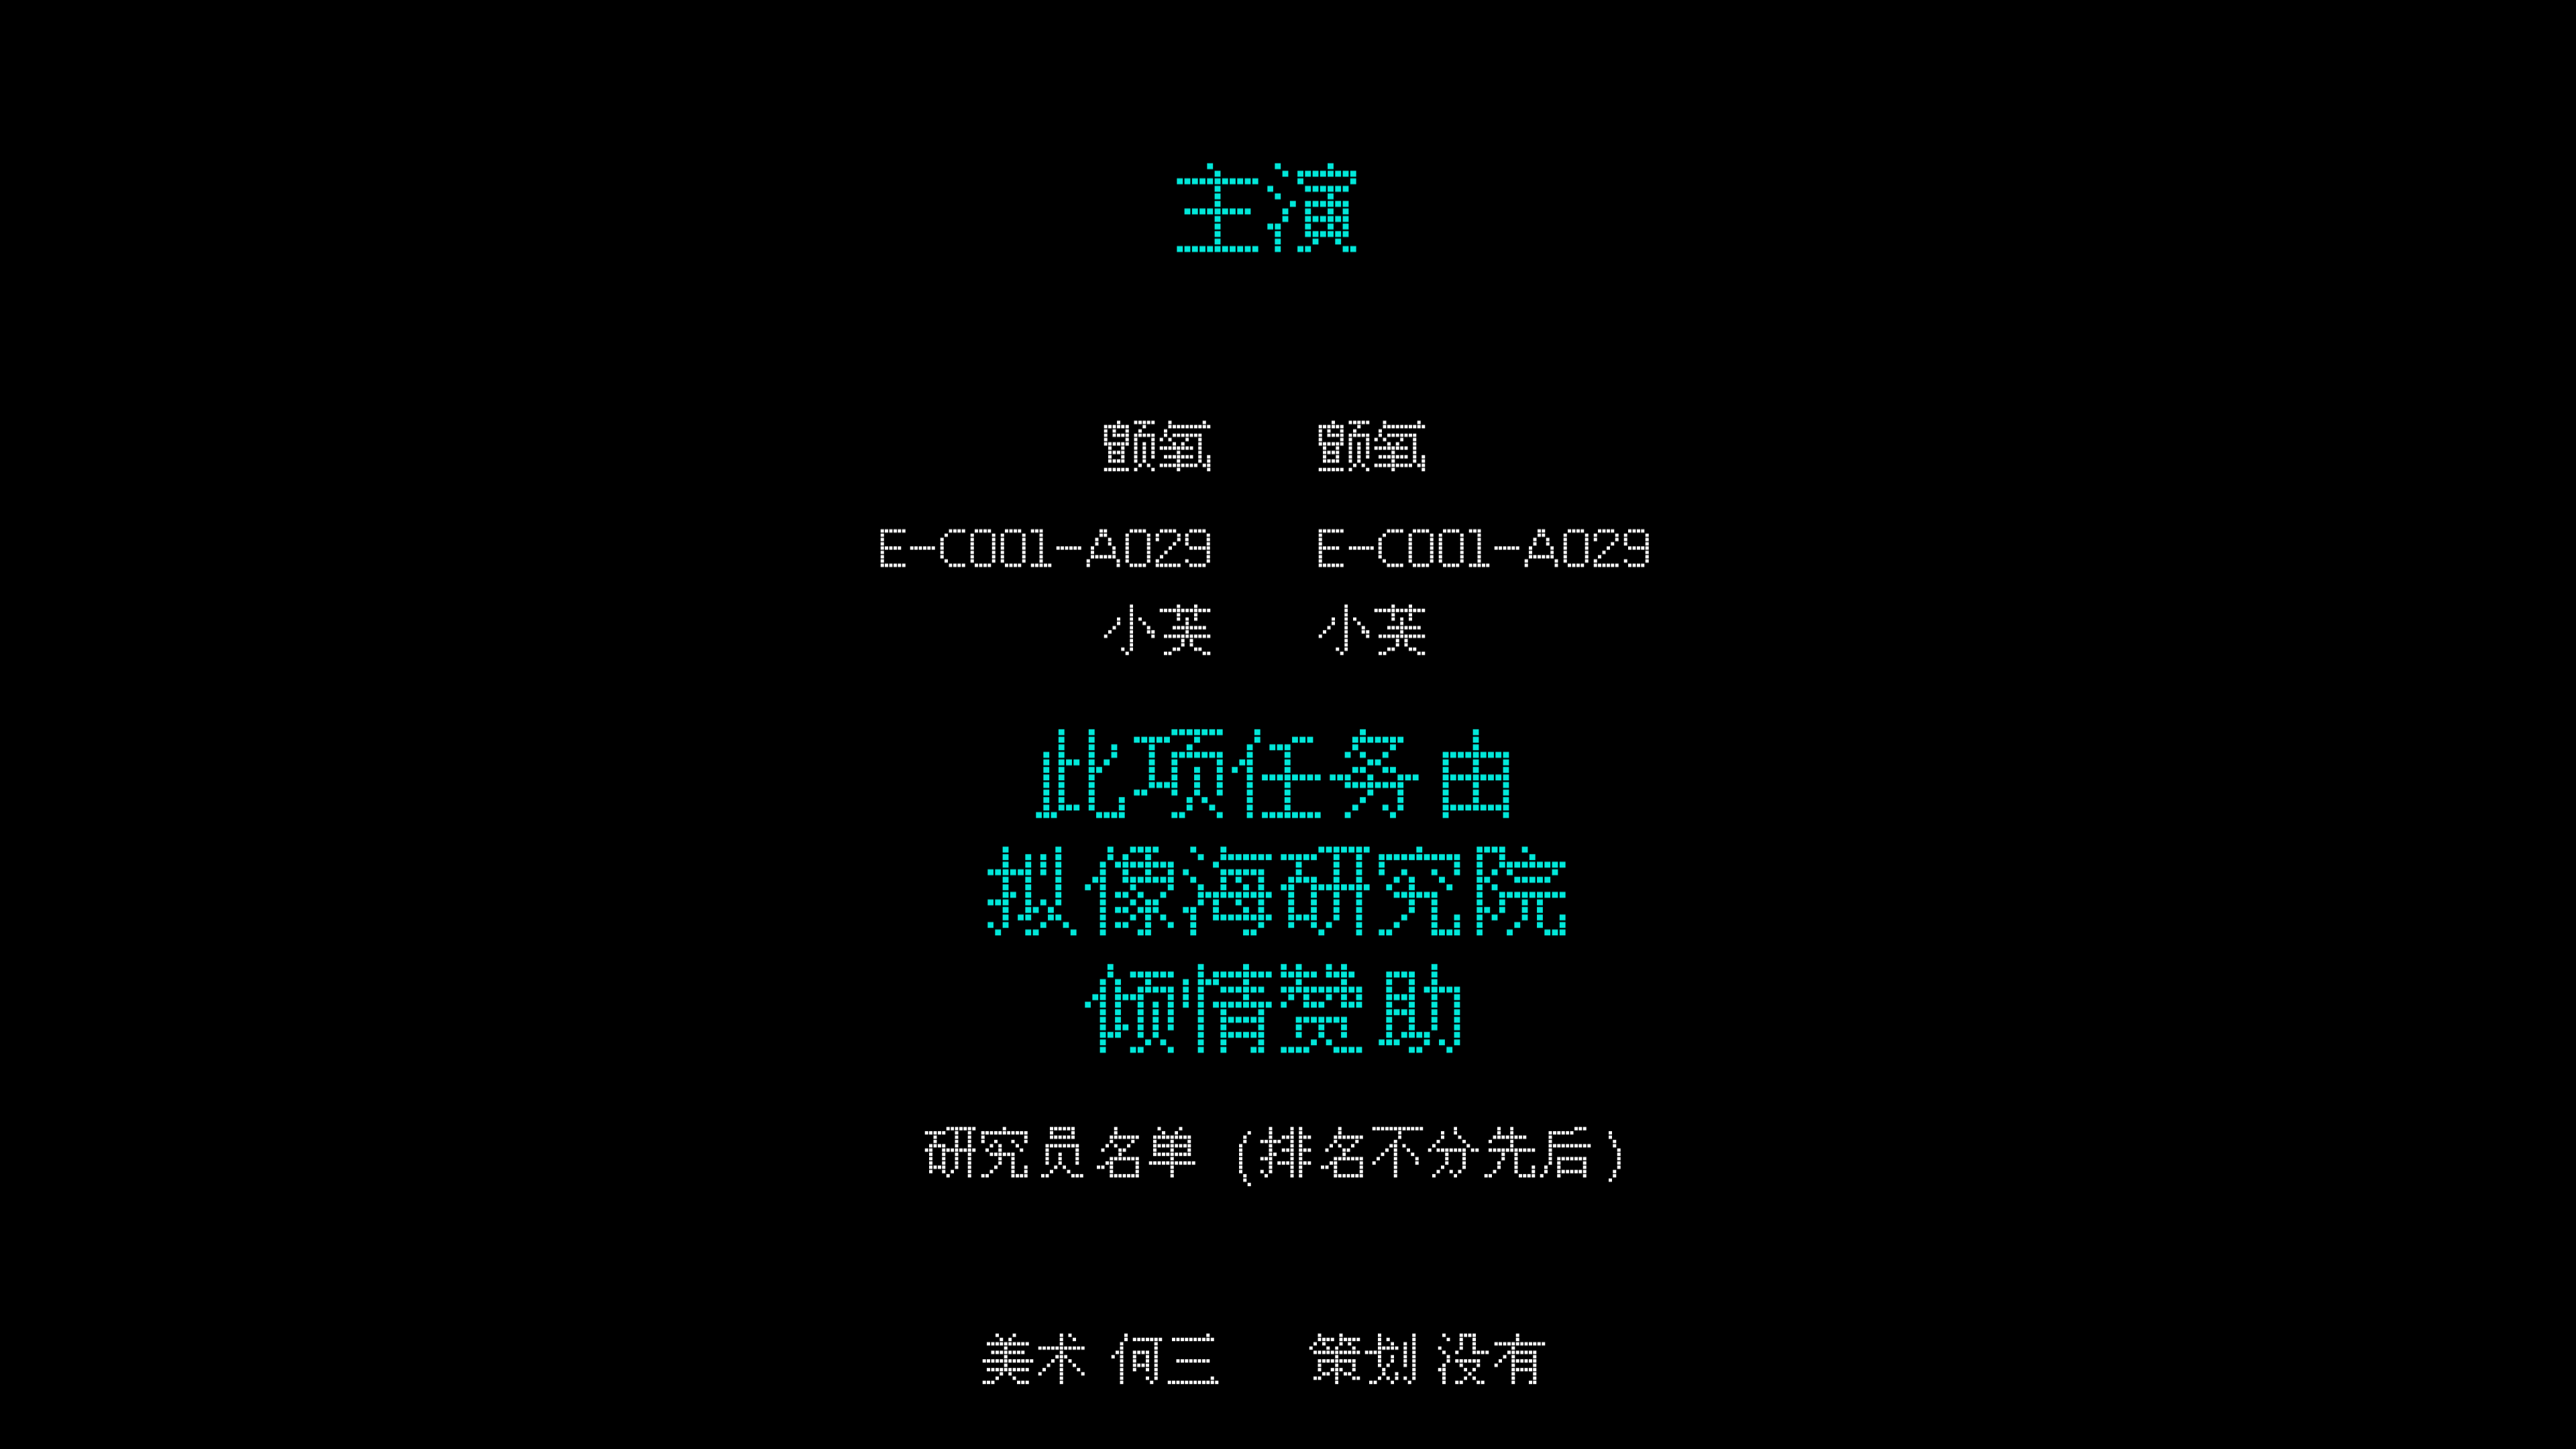 主演
颤氧 颤氧
E-C001-A029 E-C001-A029
小芙 小芙
此项任务由
拟像海研究院
倾情赞助
研究员名单 (排名不分先后)
美术 何三 策划 没有